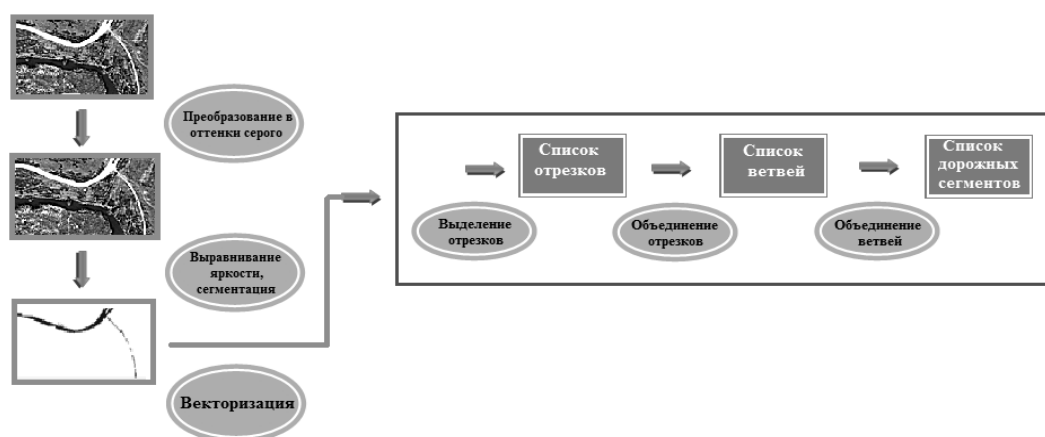 Преобразование в
оттенки серого
Выравнивание
яркости,
сегментация
Векторизация
Список
отрезков
Список
ветвей
Список
дорожных
сегментов
Выделение
отрезков
Объединение
отрезков
Объединение
ветвей